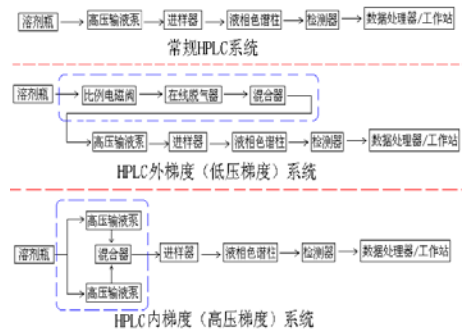 溶剂瓶 高压输液泵 进样器 液相色谱柱 检测器 数据处理器/工作站
常规HPLC系统
溶剂瓶 比例电磁阀 在线脱气器 混合器
高压输液泵 进样器 液相色谱柱 检测器 数据处理器/工作站
HPLC外梯度（低压梯度）系统
高压输液泵
溶剂瓶 混合器 进样器 液相色谱柱 检测器 数据处理器/工作站
高压输液泵
HPLC内梯度（高压梯度）系统